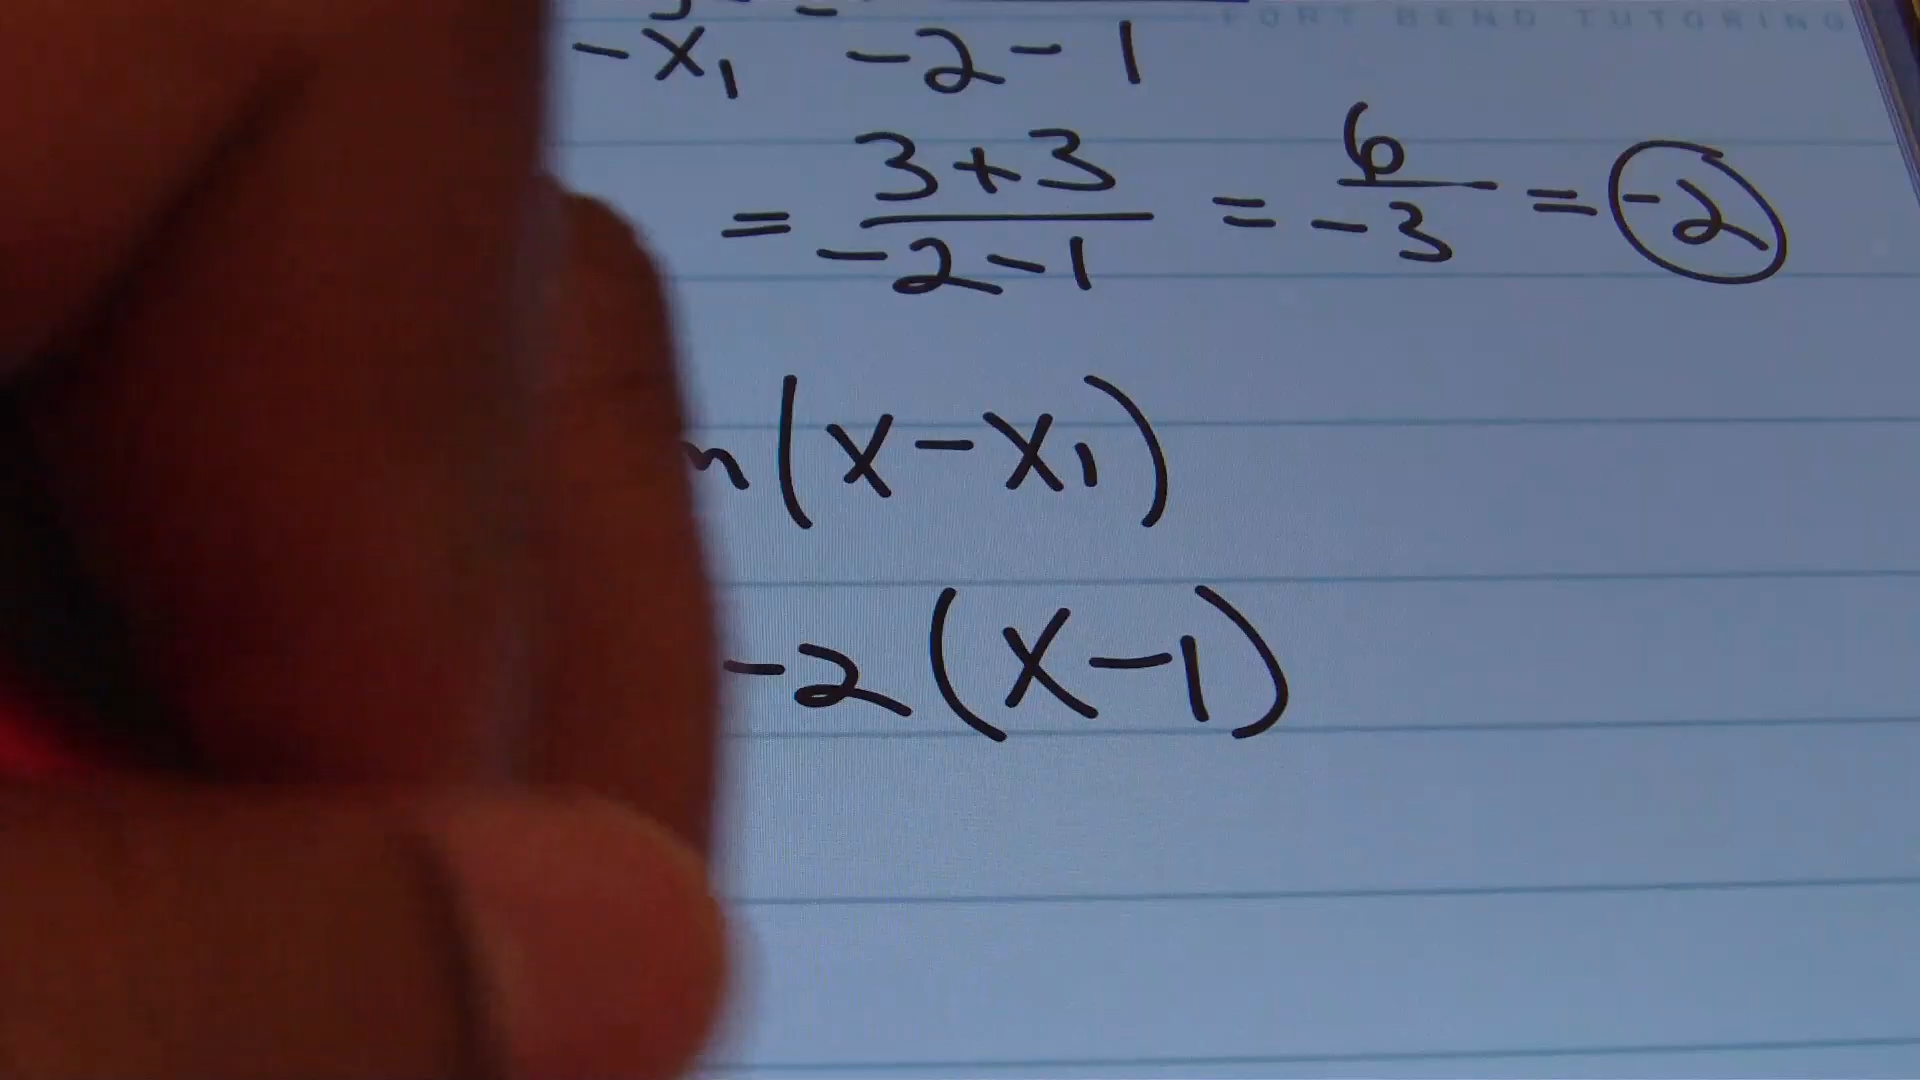 FORT BEND TUTORING
-x₁ -2-1
= 3+3 / -2-1 = 6 / -3 = -2
(x-x₁)
-2(x-1)